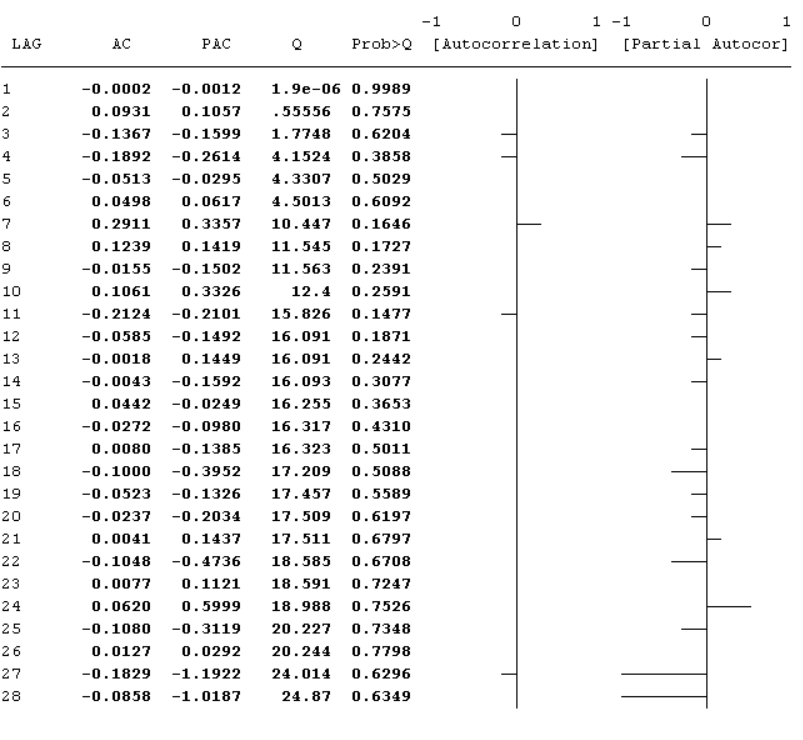 -1 0 1 -1 0 1
LAG AC PAC Q Prob>Q [Autocorrelation] [Partial Autocor]
1 -0.0002 -0.0012 1.9e-06 0.9989
2 0.0931 0.1057 .55556 0.7575
3 -0.1367 -0.1599 1.7748 0.6204
4 -0.1892 -0.2614 4.1524 0.3858
5 -0.0513 -0.0295 4.3307 0.5029
6 0.0498 0.0617 4.5013 0.6092
7 0.2911 0.3357 10.447 0.1646
8 0.1239 0.1419 11.545 0.1727
9 -0.0155 -0.1502 11.563 0.2391
10 0.1061 0.3326 12.4 0.2591
11 -0.2124 -0.2101 15.826 0.1477
12 -0.0585 -0.1492 16.091 0.1871
13 -0.0018 0.1449 16.091 0.2442
14 -0.0043 -0.1592 16.093 0.3077
15 0.0442 -0.0249 16.255 0.3653
16 -0.0272 -0.0980 16.317 0.4310
17 0.0080 -0.1385 16.323 0.5011
18 -0.1000 -0.3952 17.209 0.5088
19 -0.0523 -0.1326 17.457 0.5589
20 -0.0237 -0.2034 17.509 0.6197
21 0.0041 0.1437 17.511 0.6797
22 -0.1048 -0.4736 18.585 0.6708
23 0.0077 0.1121 18.591 0.7247
24 0.0620 0.5999 18.988 0.7526
25 -0.1080 -0.3119 20.227 0.7348
26 0.0127 0.0292 20.244 0.7798
27 -0.1829 -1.1922 24.014 0.6296
28 -0.0858 -1.0187 24.87 0.6349